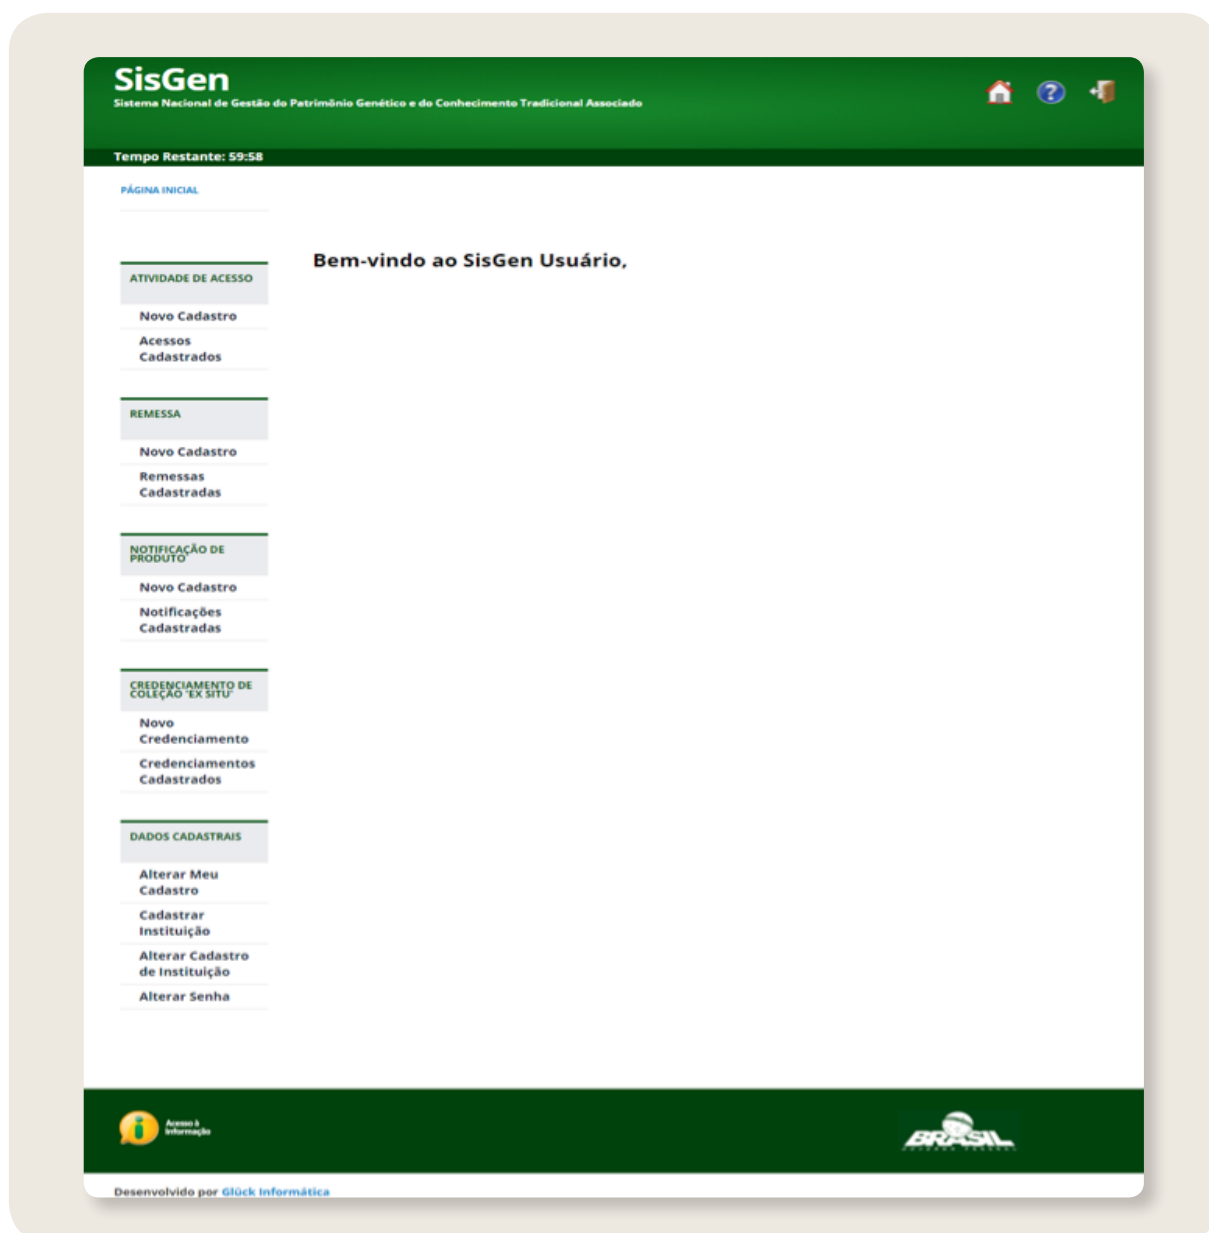 SisGen
Sistema Nacional de Gestão do Patrimônio Genético e do Conhecimento Tradicional Associado
Tempo Restante: 59:58
PÁGINA INICIAL
Bem-vindo ao SisGen Usuário,
ATIVIDADE DE ACESSO
Novo Cadastro
Acessos
Cadastrados
REMESSA
Novo Cadastro
Remessas
Cadastradas
NOTIFICAÇÃO DE
PRODUTO
Novo Cadastro
Notificações
Cadastradas
CREDENCIAMENTO DE
COLEÇÃO 'EX SITU'
Novo
Credenciamento
Credenciamentos
Cadastrados
DADOS CADASTRAIS
Alterar Meu
Cadastro
Cadastrar
Instituição
Alterar Cadastro
de Instituição
Alterar Senha
Acesso à
Informação
BRASIL
Desenvolvido por Glück Informática